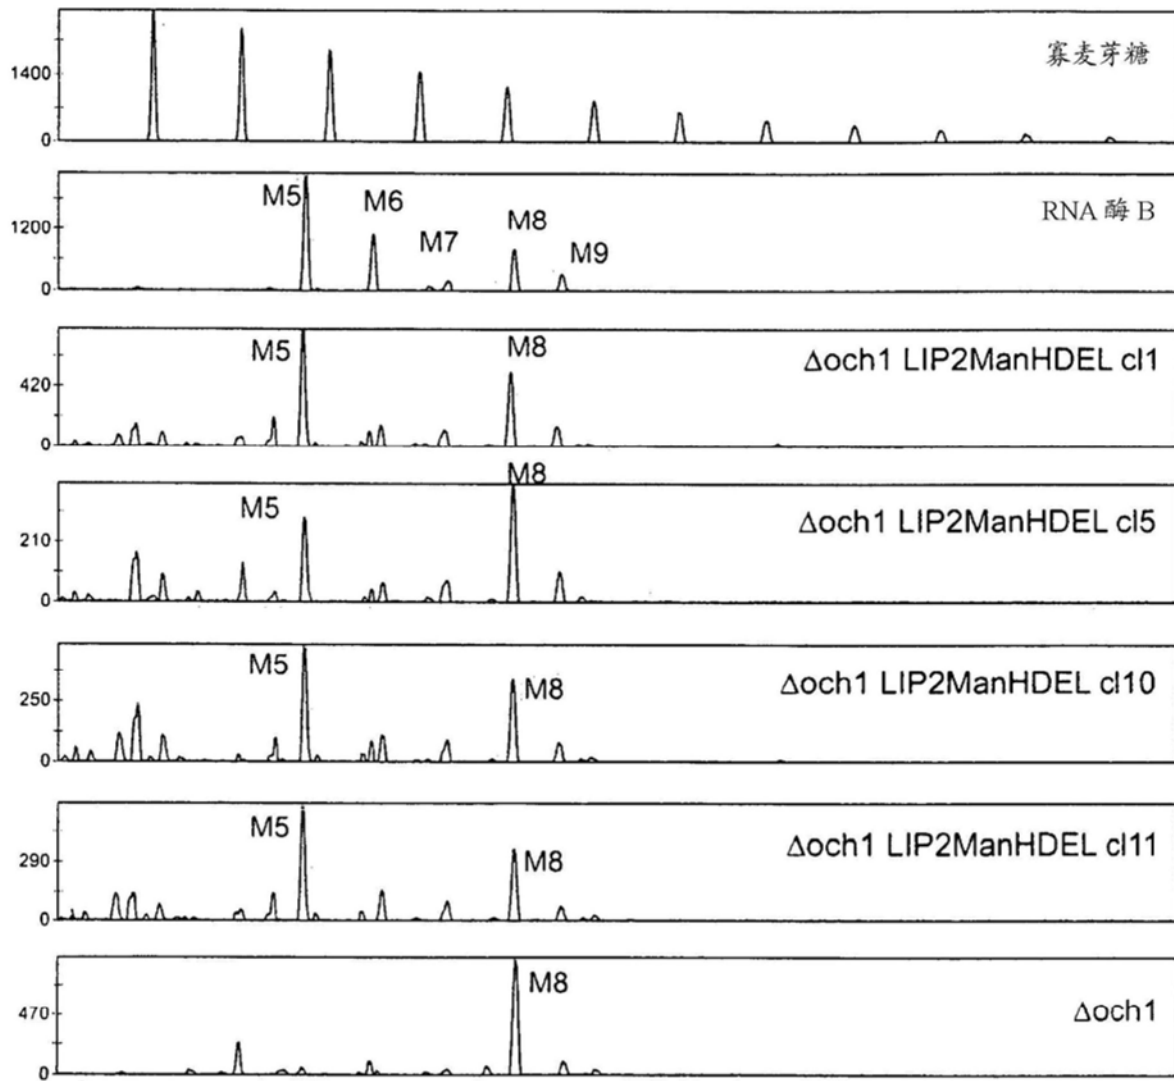 寡麦芽糖
1400
0
M5
M6
M7
M8
M9
RNA 酶 B
1200
0
M5
M8
Δoch1 LIP2ManHDEL cl1
420
0
M5
M8
Δoch1 LIP2ManHDEL cl5
210
0
M5
M8
Δoch1 LIP2ManHDEL cl10
250
0
M5
M8
Δoch1 LIP2ManHDEL cl11
290
0
M8
Δoch1
470
0